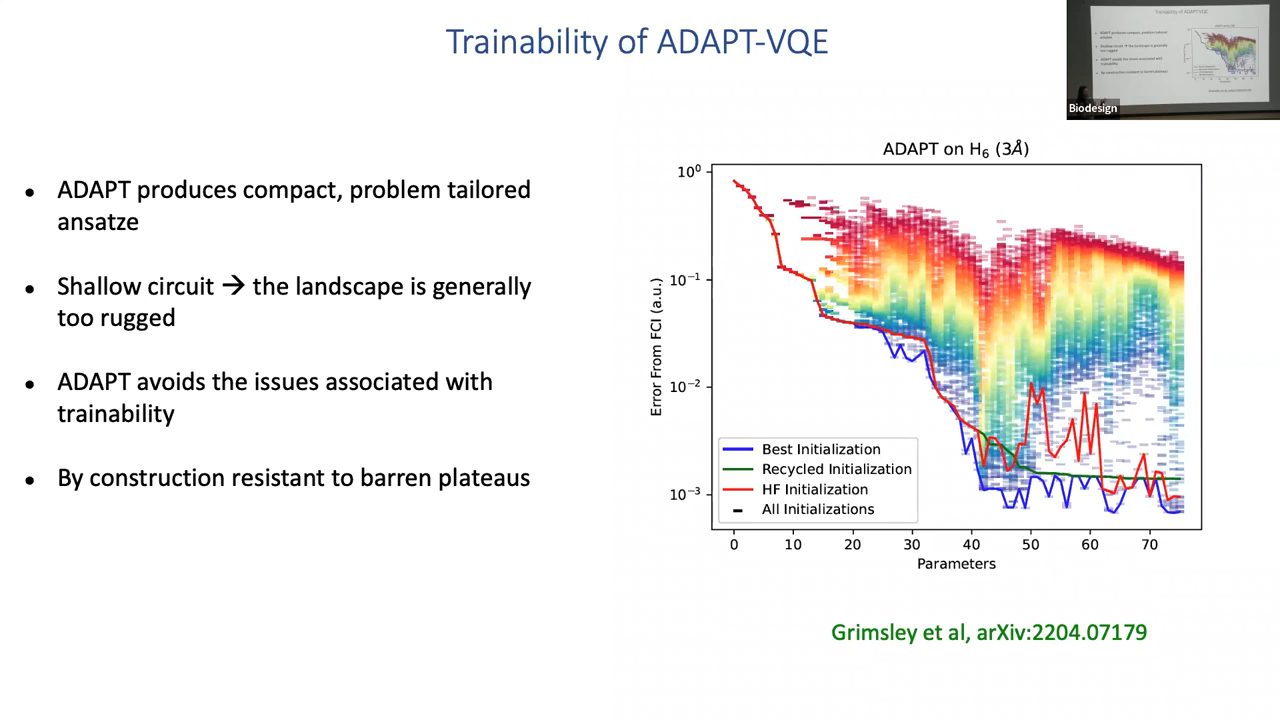 Trainability of ADAPT-VQE
Biodesign
• ADAPT produces compact, problem tailored
ansatze
• Shallow circuit → the landscape is generally
too rugged
• ADAPT avoids the issues associated with
trainability
• By construction resistant to barren plateaus
ADAPT on H₆ (3Å)
Error From FCI (a.u.)
10⁰
10⁻¹
10⁻²
10⁻³
Best Initialization
Recycled Initialization
HF Initialization
All Initializations
0 10 20 30 40 50 60 70
Parameters
Grimsley et al, arXiv:2204.07179